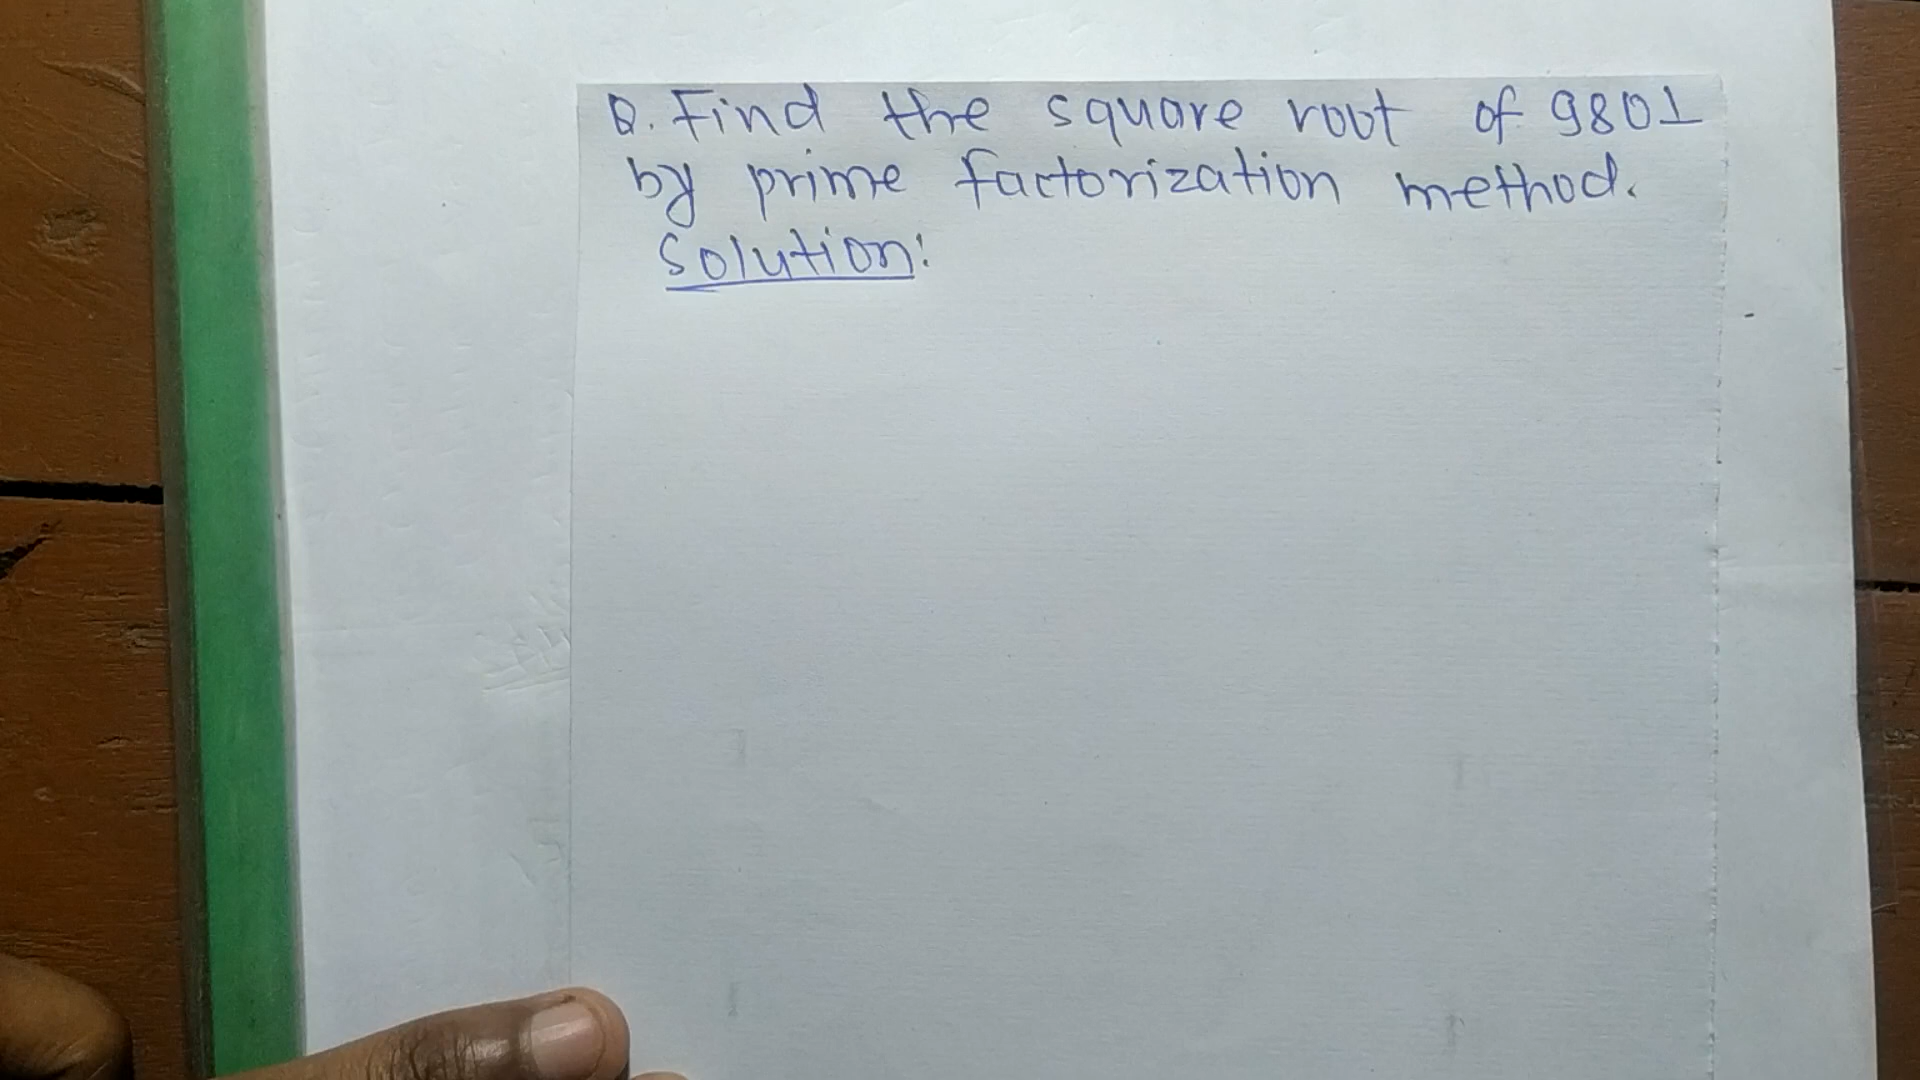 Q. Find the square root of 9801
by prime factorization method.
Solution: